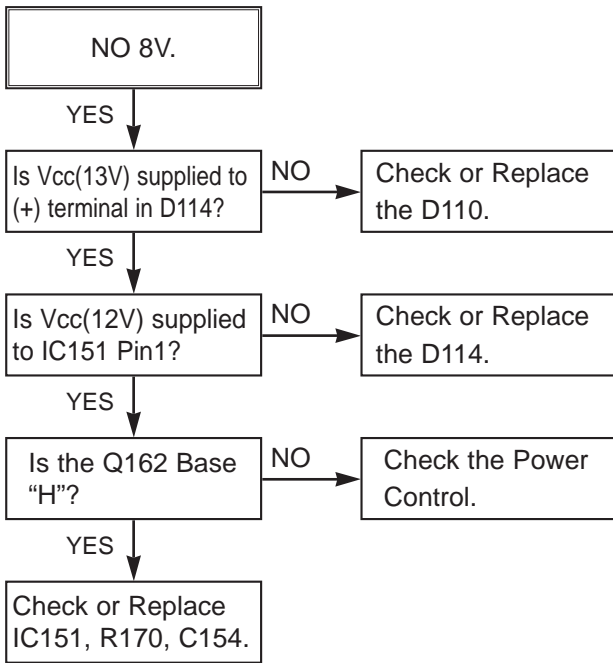 NO 8V.
YES
Is Vcc(13V) supplied to
(+) terminal in D114?
NO
Check or Replace
the D110.
YES
Is Vcc(12V) supplied
to IC151 Pin1?
NO
Check or Replace
the D114.
YES
Is the Q162 Base
“H”?
NO
Check the Power
Control.
YES
Check or Replace
IC151, R170, C154.